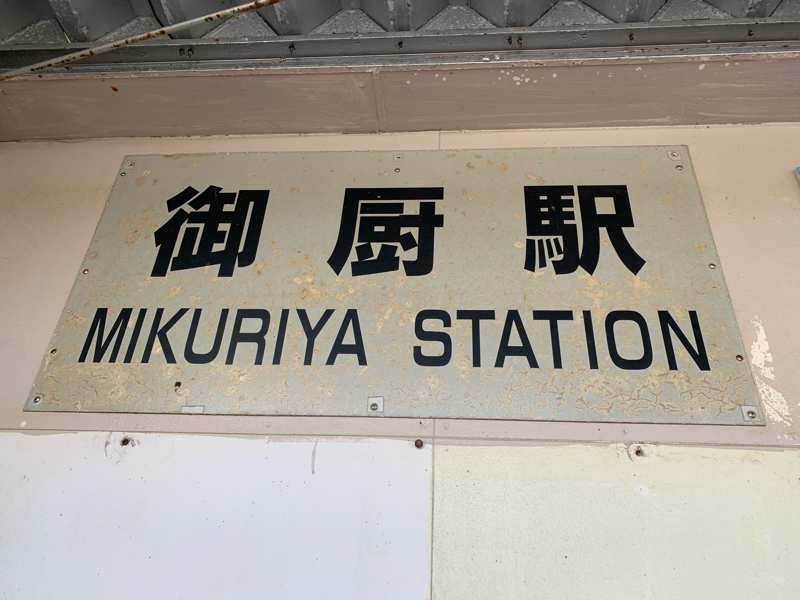 御厨駅
MIKURIYA STATION